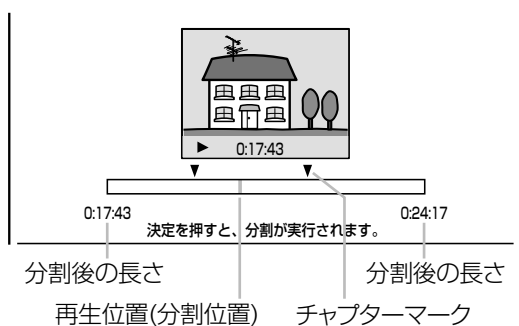 ▶ 0:17:43
▼ ▼
0:17:43 0:24:17
決定を押すと、分割が実行されます。
分割後の長さ 分割後の長さ
再生位置(分割位置) チャプターマーク